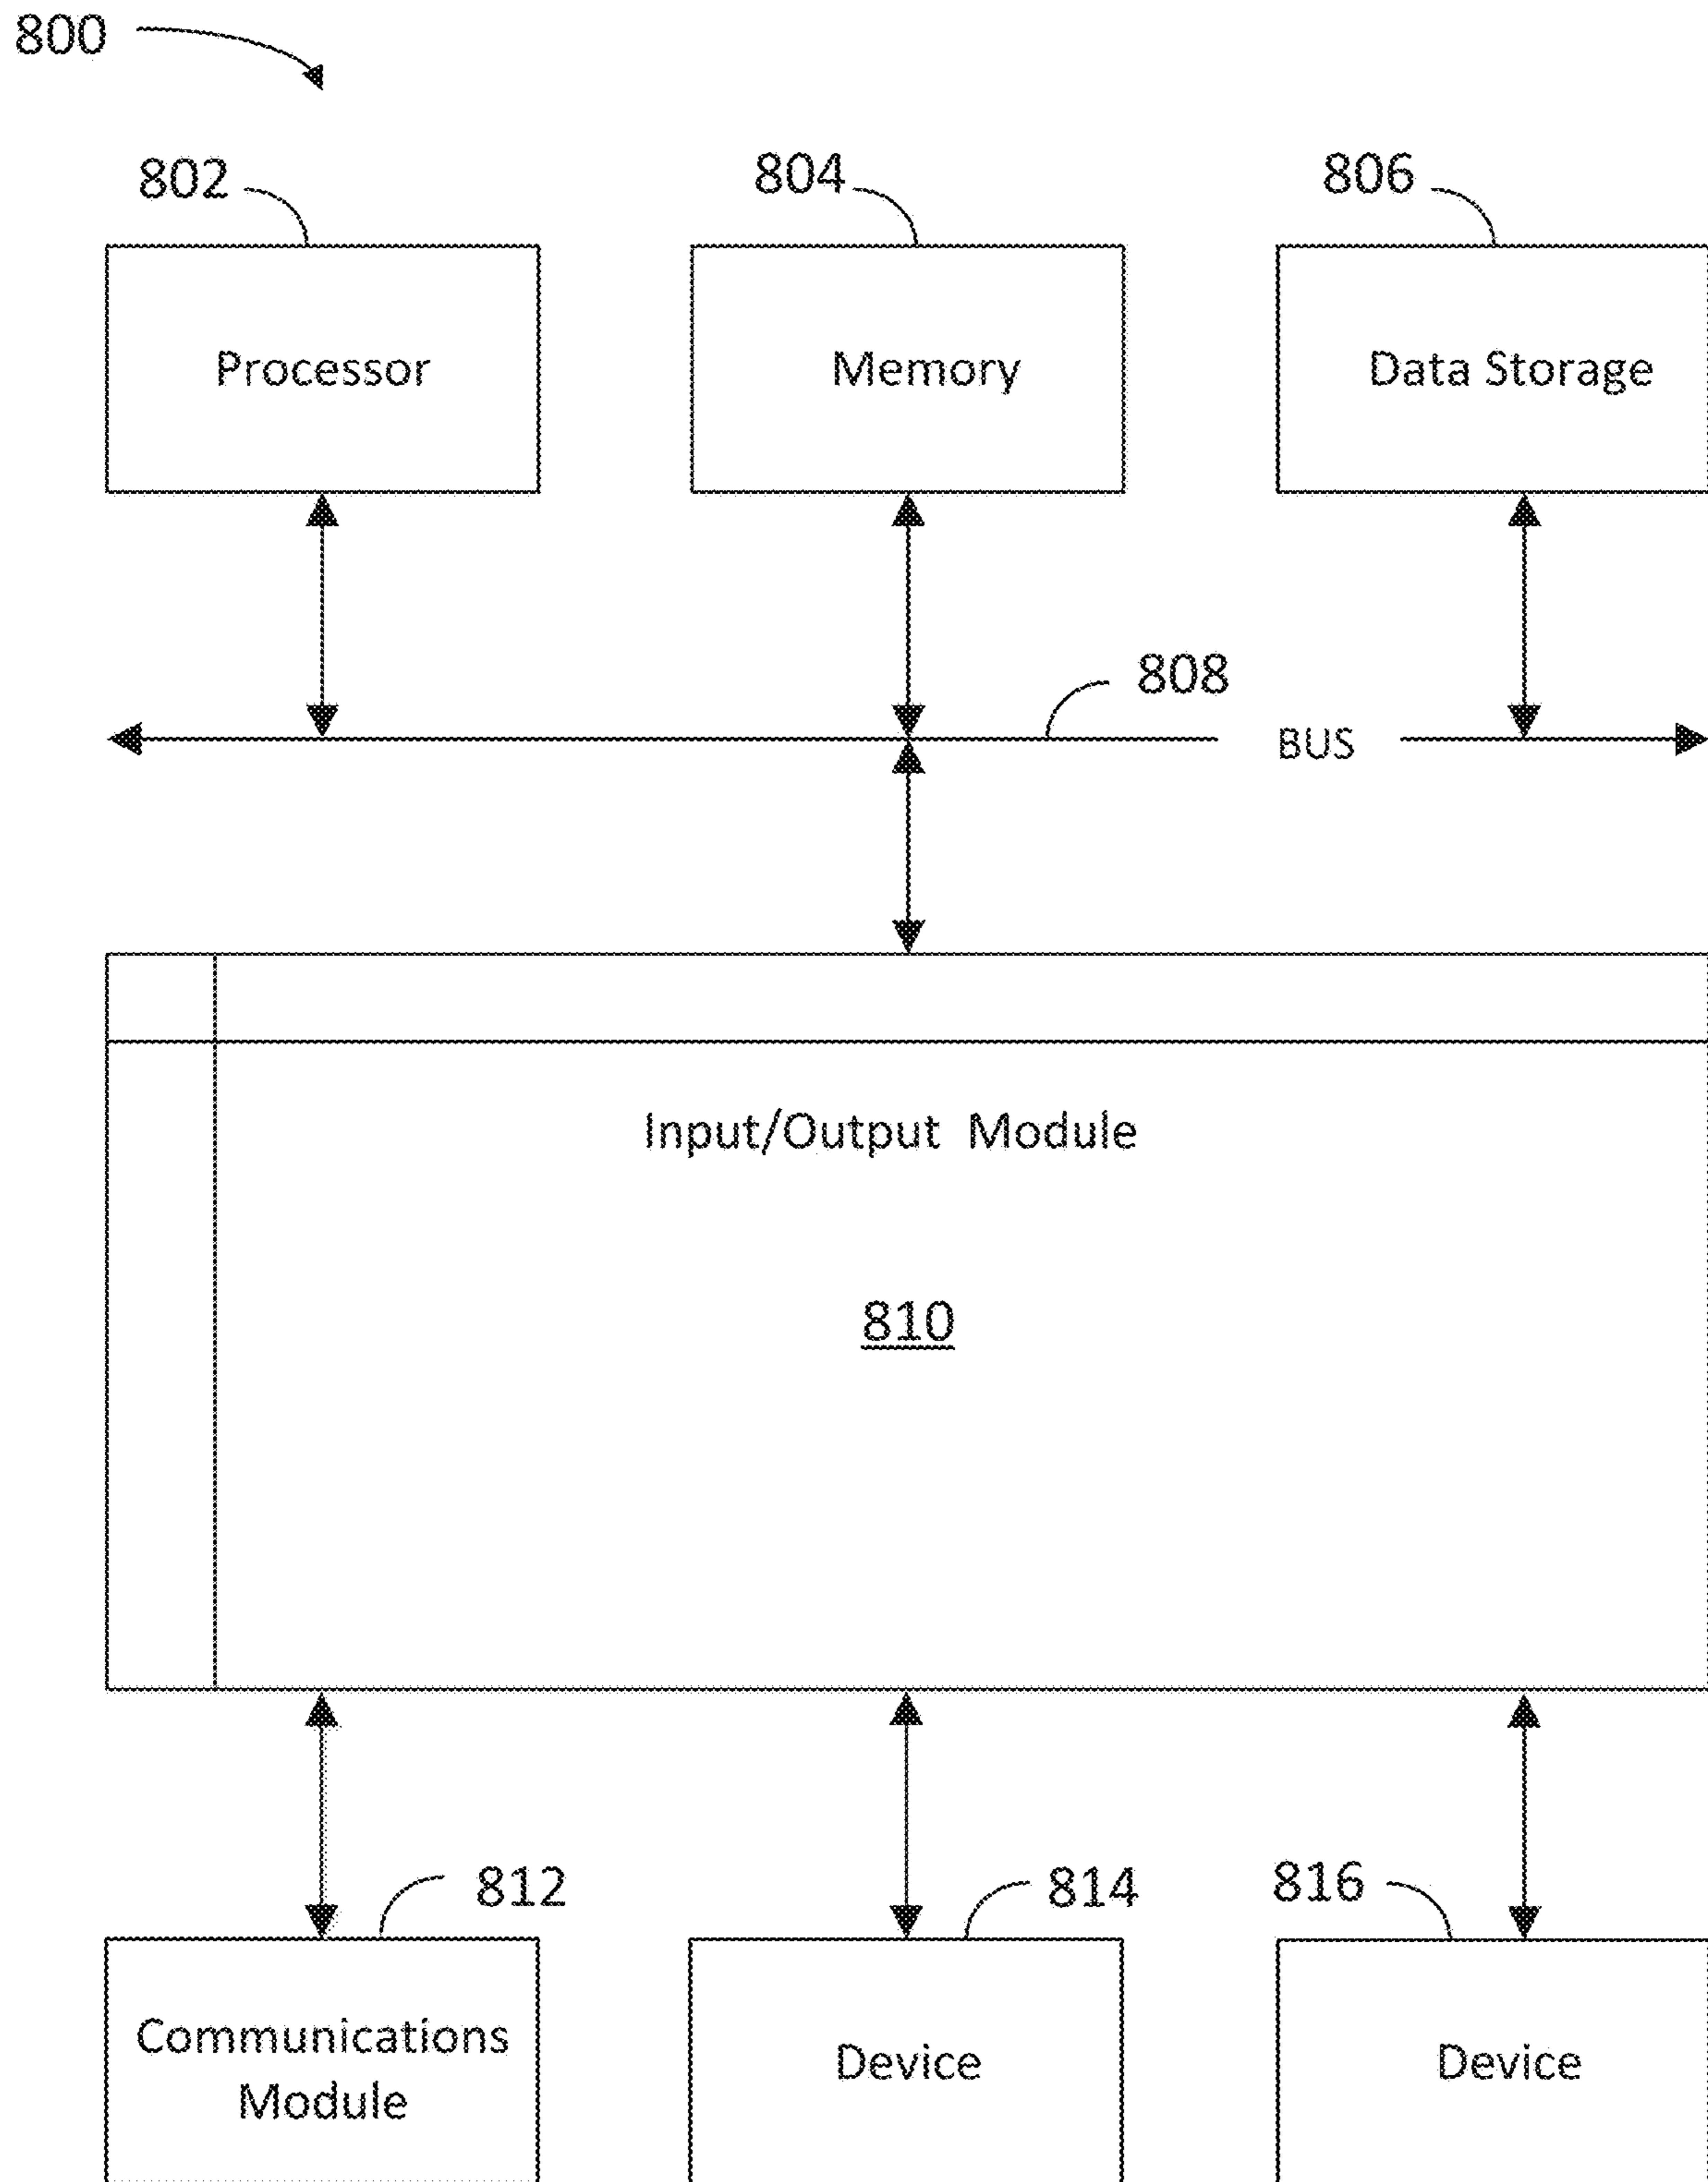 800
802
804
806
Processor
Memory
Data Storage
808
BUS
Input/Output Module
810
812
814
816
Communications
Module
Device
Device